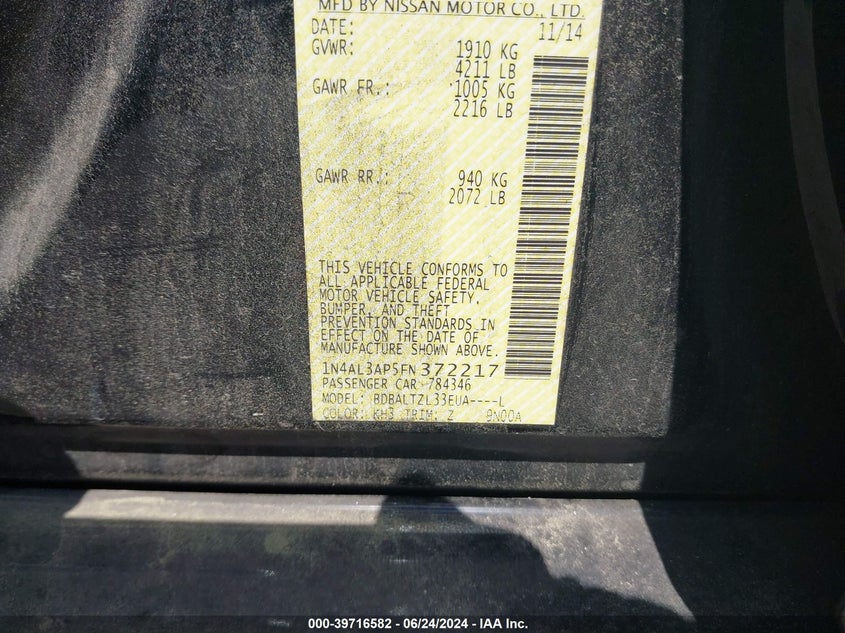 MFD BY NISSAN MOTOR CO., LTD.
DATE: 11/14
GVWR: 1910 KG
4211 LB
GAWR FR.: 1005 KG
2216 LB
GAWR RR.: 940 KG
2072 LB
THIS VEHICLE CONFORMS TO
ALL APPLICABLE FEDERAL
MOTOR VEHICLE SAFETY,
BUMPER, AND THEFT
PREVENTION STANDARDS IN
EFFECT ON THE DATE OF
MANUFACTURE SHOWN ABOVE.
1N4AL3AP5FN372217
PASSENGER CAR 784346
MODEL: BDBALTZL33EUA----L
COLOR: KH3 TRIM: Z 9N00A
000-39716582 - 06/24/2024 - IAA Inc.